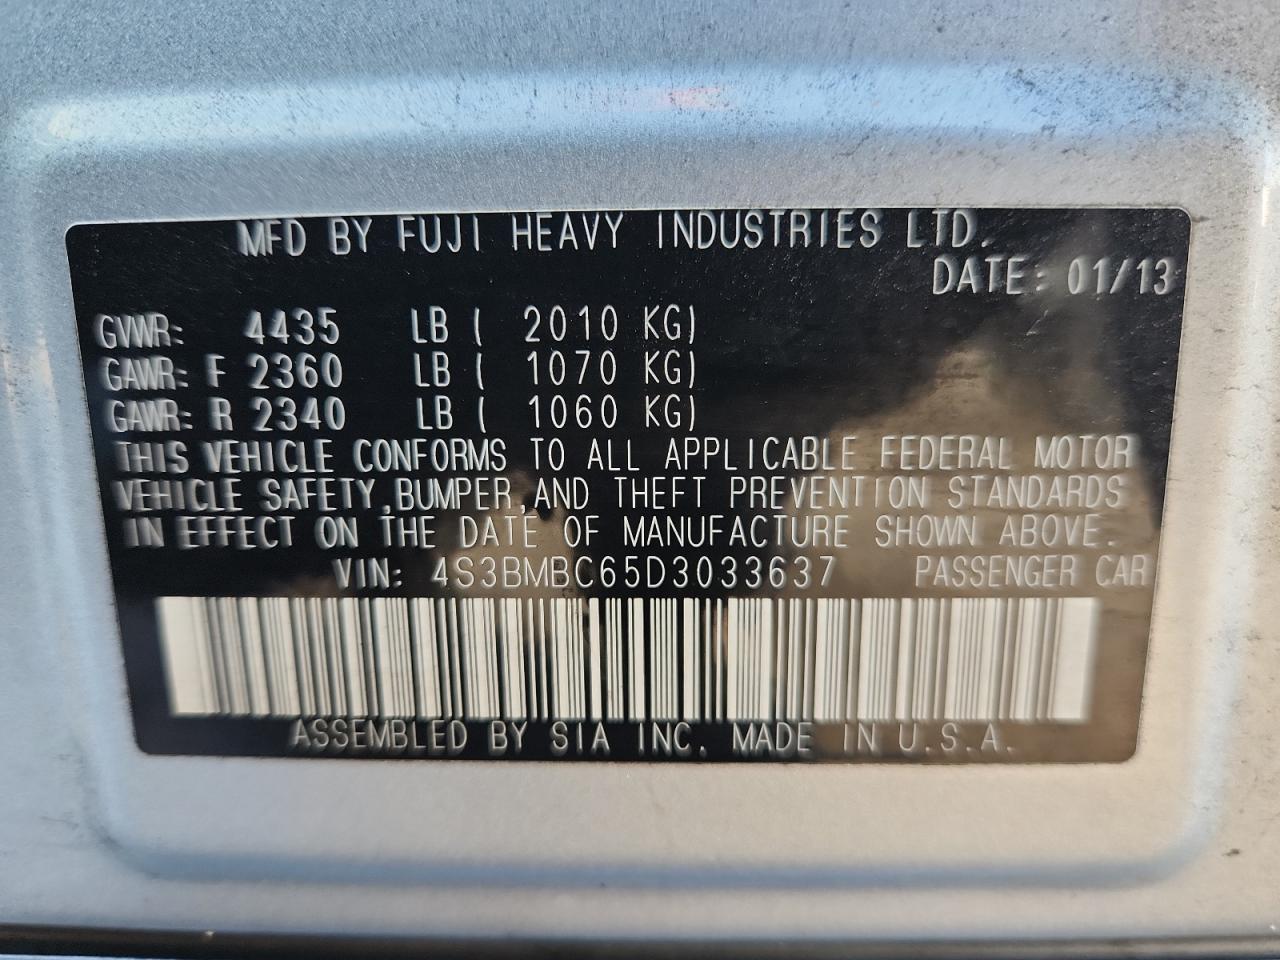 MFD BY FUJI HEAVY INDUSTRIES LTD.
DATE: 01/13
GVWR: 4435 LB ( 2010 KG)
GAWR: F 2360 LB ( 1070 KG)
GAWR: R 2340 LB ( 1060 KG)
THIS VEHICLE CONFORMS TO ALL APPLICABLE FEDERAL MOTOR
VEHICLE SAFETY,BUMPER,AND THEFT PREVENTION STANDARDS
IN EFFECT ON THE DATE OF MANUFACTURE SHOWN ABOVE.
VIN: 4S3BMBC65D3033637 PASSENGER CAR
ASSEMBLED BY SIA INC. MADE IN U.S.A.